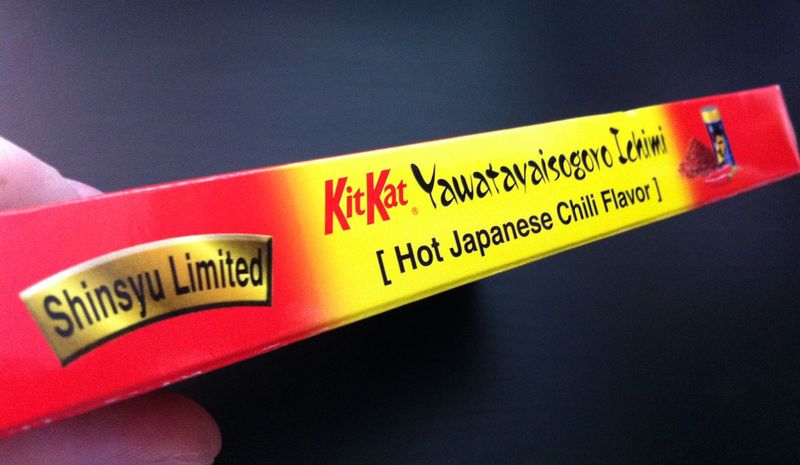 Shinsyu Limited
KitKat® Yawatayaisogoro Ichimi
[ Hot Japanese Chili Flavor ]